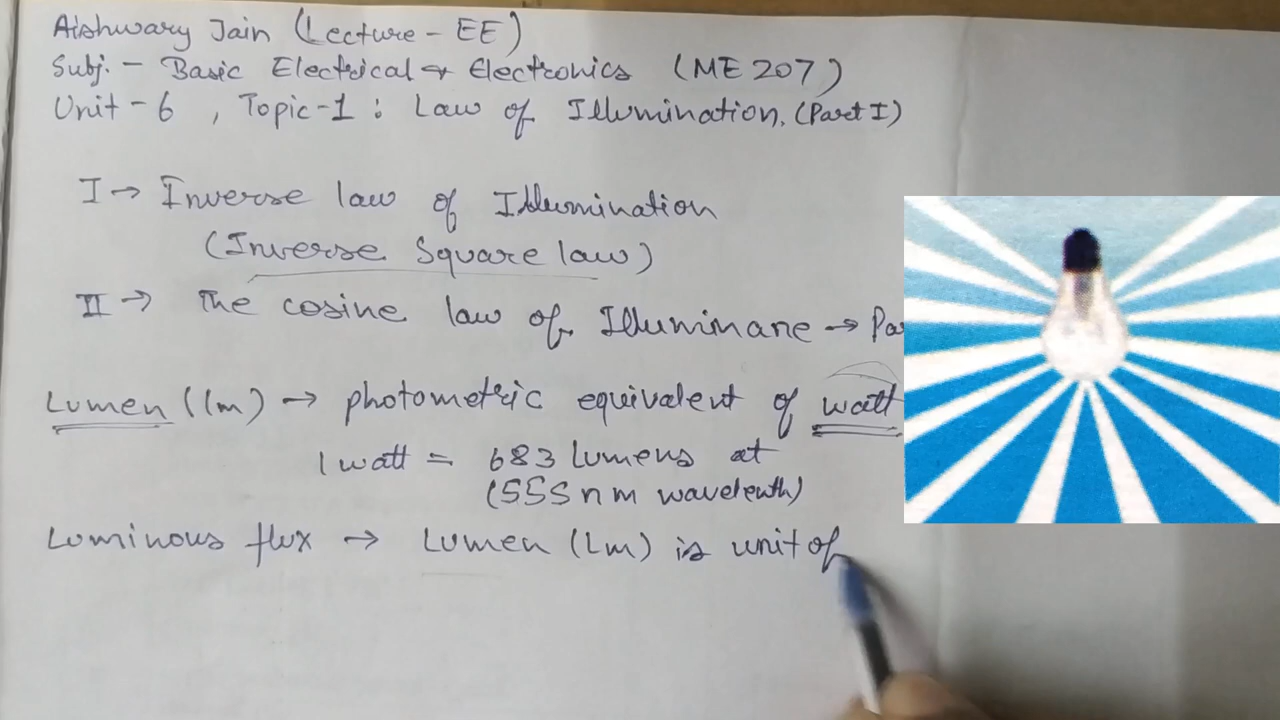 Aishwary Jain (Lecture - EE)
Subj. - Basic Electrical & Electronics (ME 207)
Unit - 6 , Topic-1 : Law of Illumination. (Part I)
I → Inverse law of Illumination
(Inverse Square law)
II → The cosine law of Illuminane → Pa
Lumen (lm) → photometric equivalent of watt
1 watt = 683 lumens at
(555 nm wavelenth)
Luminous flux → Lumen (Lm) is unit of